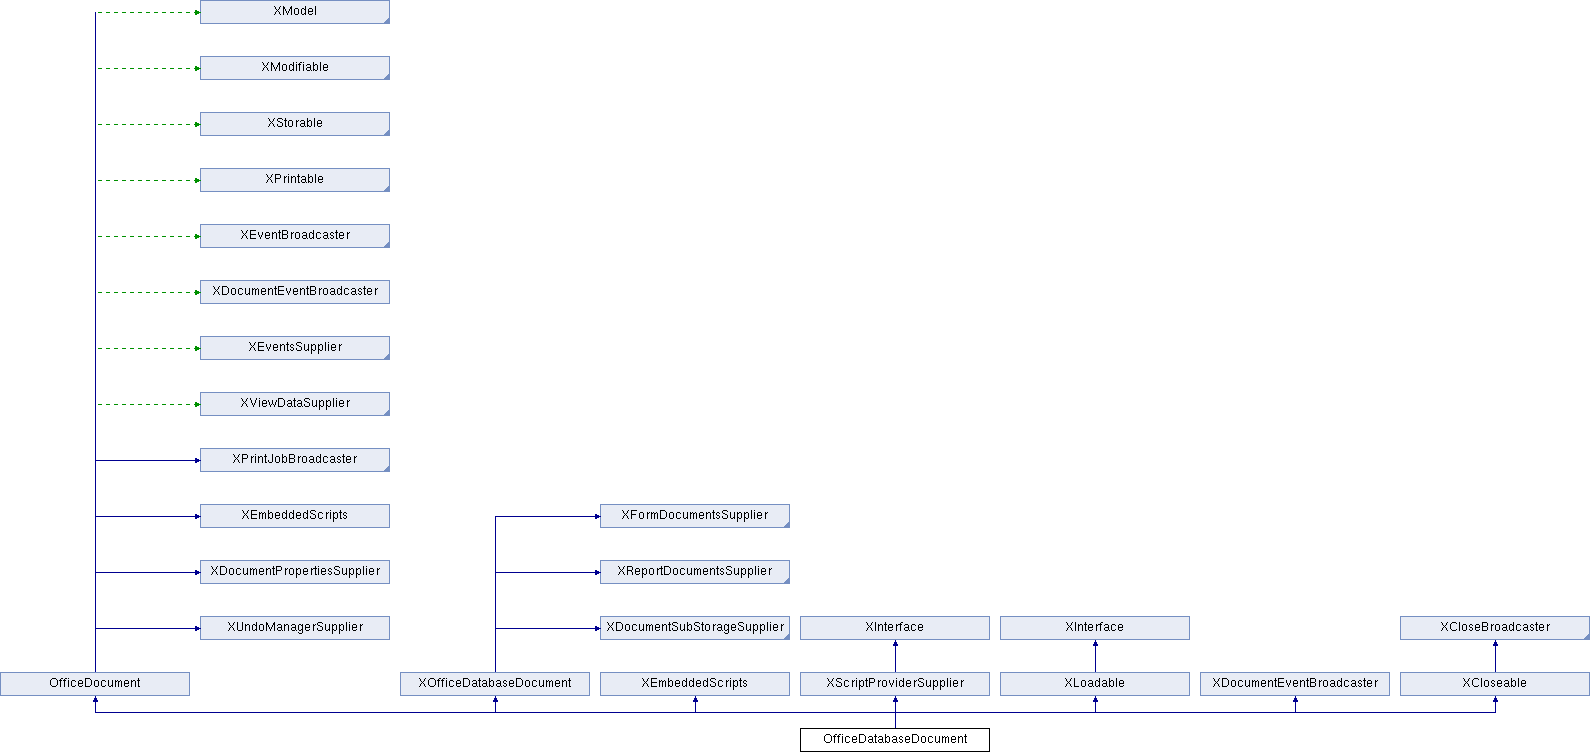 XModel
XModifiable
XStorable
XPrintable
XEventBroadcaster
XDocumentEventBroadcaster
XEventsSupplier
XViewDataSupplier
XPrintJobBroadcaster
XEmbeddedScripts XFormDocumentsSupplier
XDocumentPropertiesSupplier XReportDocumentsSupplier
XUndoManagerSupplier XDocumentSubStorageSupplier XInterface XInterface XCloseBroadcaster
OfficeDocument XOfficeDatabaseDocument XEmbeddedScripts XScriptProviderSupplier XLoadable XDocumentEventBroadcaster XCloseable
OfficeDatabaseDocument